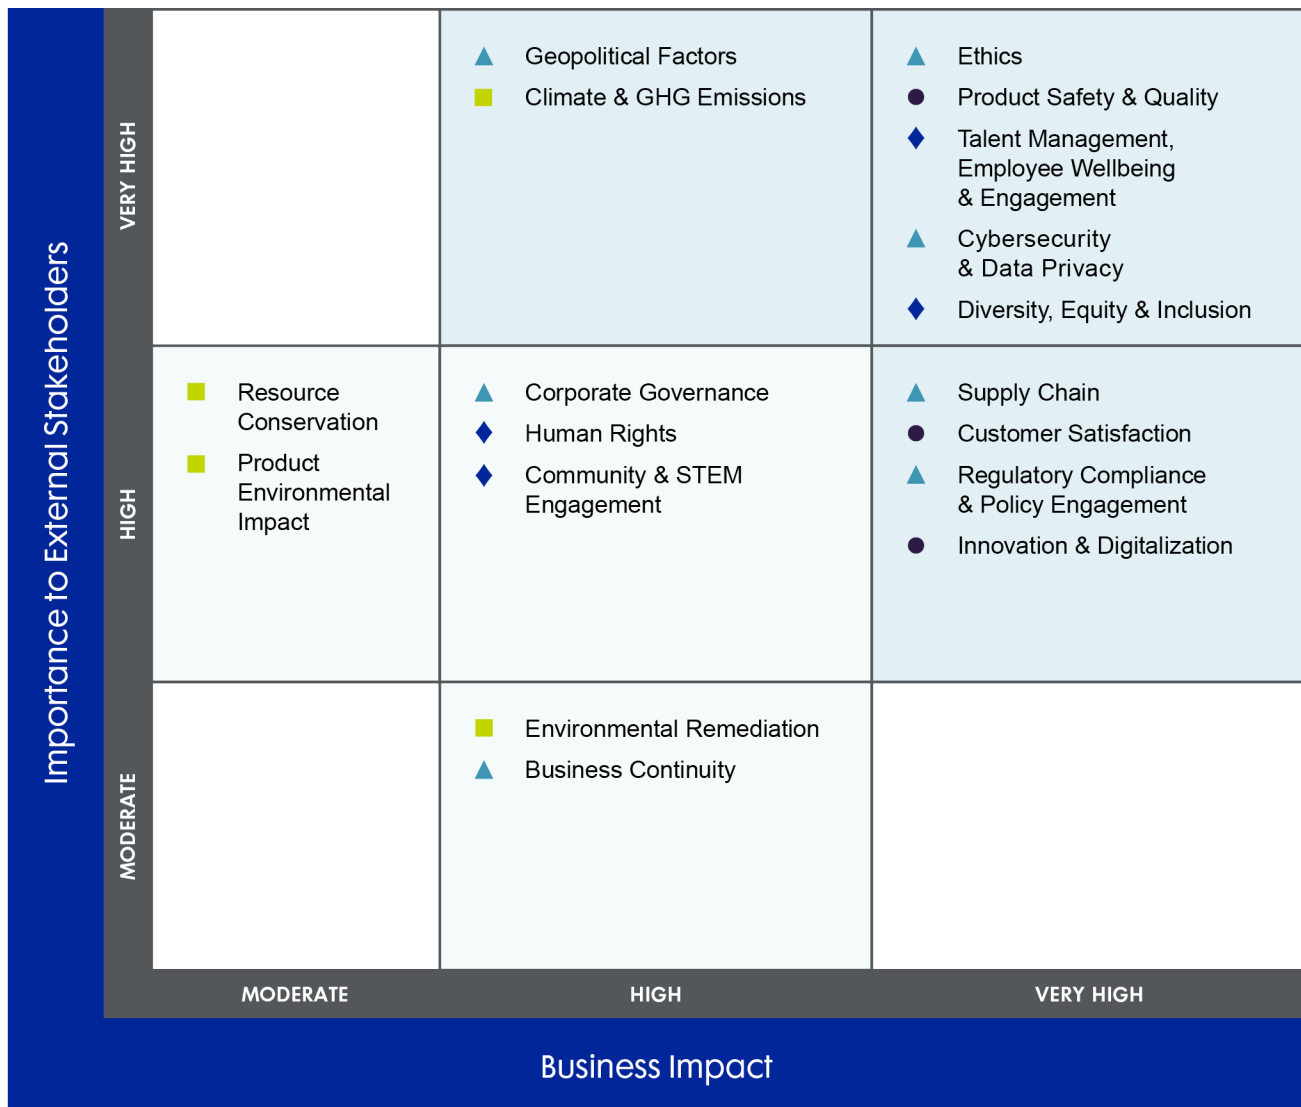 Importance to External Stakeholders
VERY HIGH
Geopolitical Factors
Climate & GHG Emissions
Ethics
Product Safety & Quality
Talent Management,
Employee Wellbeing
& Engagement
Cybersecurity
& Data Privacy
Diversity, Equity & Inclusion
HIGH
Resource
Conservation
Product
Environmental
Impact
Corporate Governance
Human Rights
Community & STEM
Engagement
Supply Chain
Customer Satisfaction
Regulatory Compliance
& Policy Engagement
Innovation & Digitalization
MODERATE
Environmental Remediation
Business Continuity
MODERATE
HIGH
VERY HIGH
Business Impact